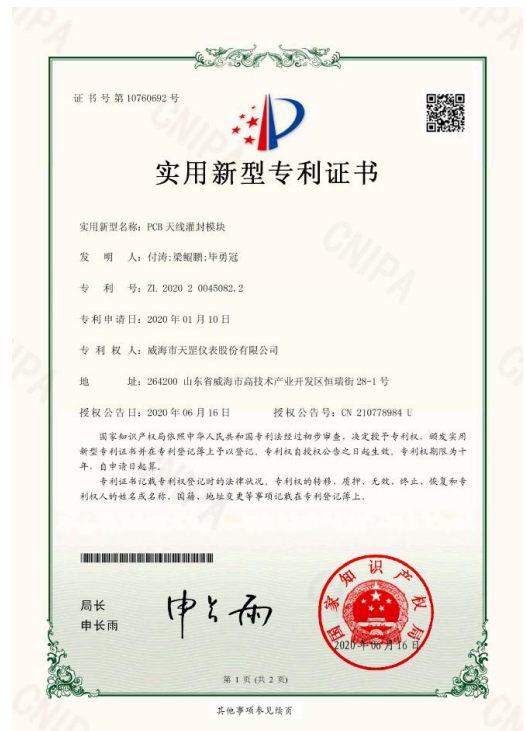 证书号第10760692号
实用新型专利证书
实用新型名称：PCB天线灌封模块
发明人：付涛;梁鲲鹏;毕勇冠
专利号：ZL 2020 2 0045082.2
专利申请日：2020年01月10日
专利权人：威海市天罡仪表股份有限公司
地址：264200 山东省威海市高技术产业开发区恒瑞街28-1号
授权公告日：2020年06月16日 授权公告号：CN 210778984 U
国家知识产权局依照中华人民共和国专利法经过初步审查，决定授予专利权，颁发实用
新型专利证书并在专利登记簿上予以登记。专利权自授权公告之日起生效。专利权期限为十
年，自申请日起算。
专利证书记载专利权登记时的法律状况。专利权的转移、质押、无效、终止、恢复和专
利权人的姓名或名称、国籍、地址变更等事项记载在专利登记簿上。
局长
申长雨
申长雨
国家知识产权局
2020年06月16日
第 1 页 (共 2 页)
其他事项参见续页
CNIPA